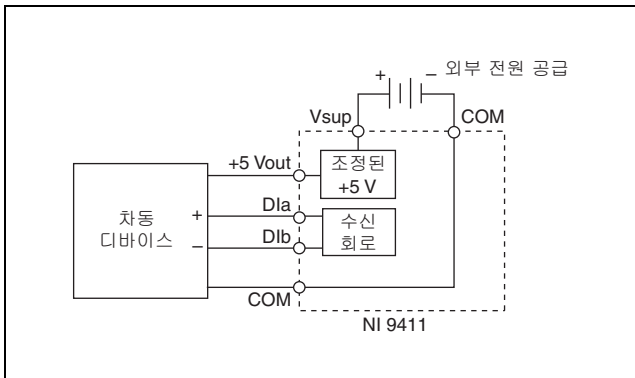 + − 외부 전원 공급
Vsup COM
+5 Vout
조정된
+5 V
DIa
수신
회로
DIb
차동
디바이스
+
−
COM
NI 9411